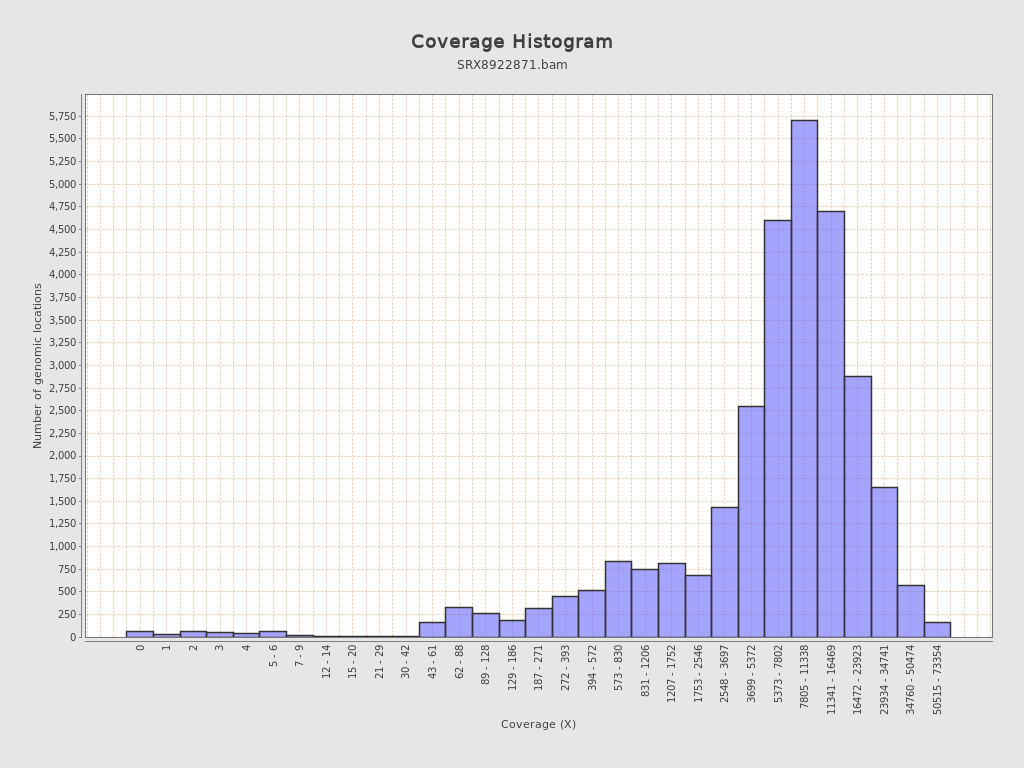 Coverage Histogram
SRX8922871.bam
Number of genomic locations
5,750
5,500
5,250
5,000
4,750
4,500
4,250
4,000
3,750
3,500
3,250
3,000
2,750
2,500
2,250
2,000
1,750
1,500
1,250
1,000
750
500
250
0
0
1
2
3
4
5 - 6
7 - 9
12 - 14
15 - 20
21 - 29
30 - 42
43 - 61
62 - 88
89 - 128
129 - 186
187 - 271
272 - 393
394 - 572
573 - 830
831 - 1206
1207 - 1752
1753 - 2546
2548 - 3697
3699 - 5372
5373 - 7802
7805 - 11338
11341 - 16469
16472 - 23923
23934 - 34741
34760 - 50474
50515 - 73354
Coverage (X)